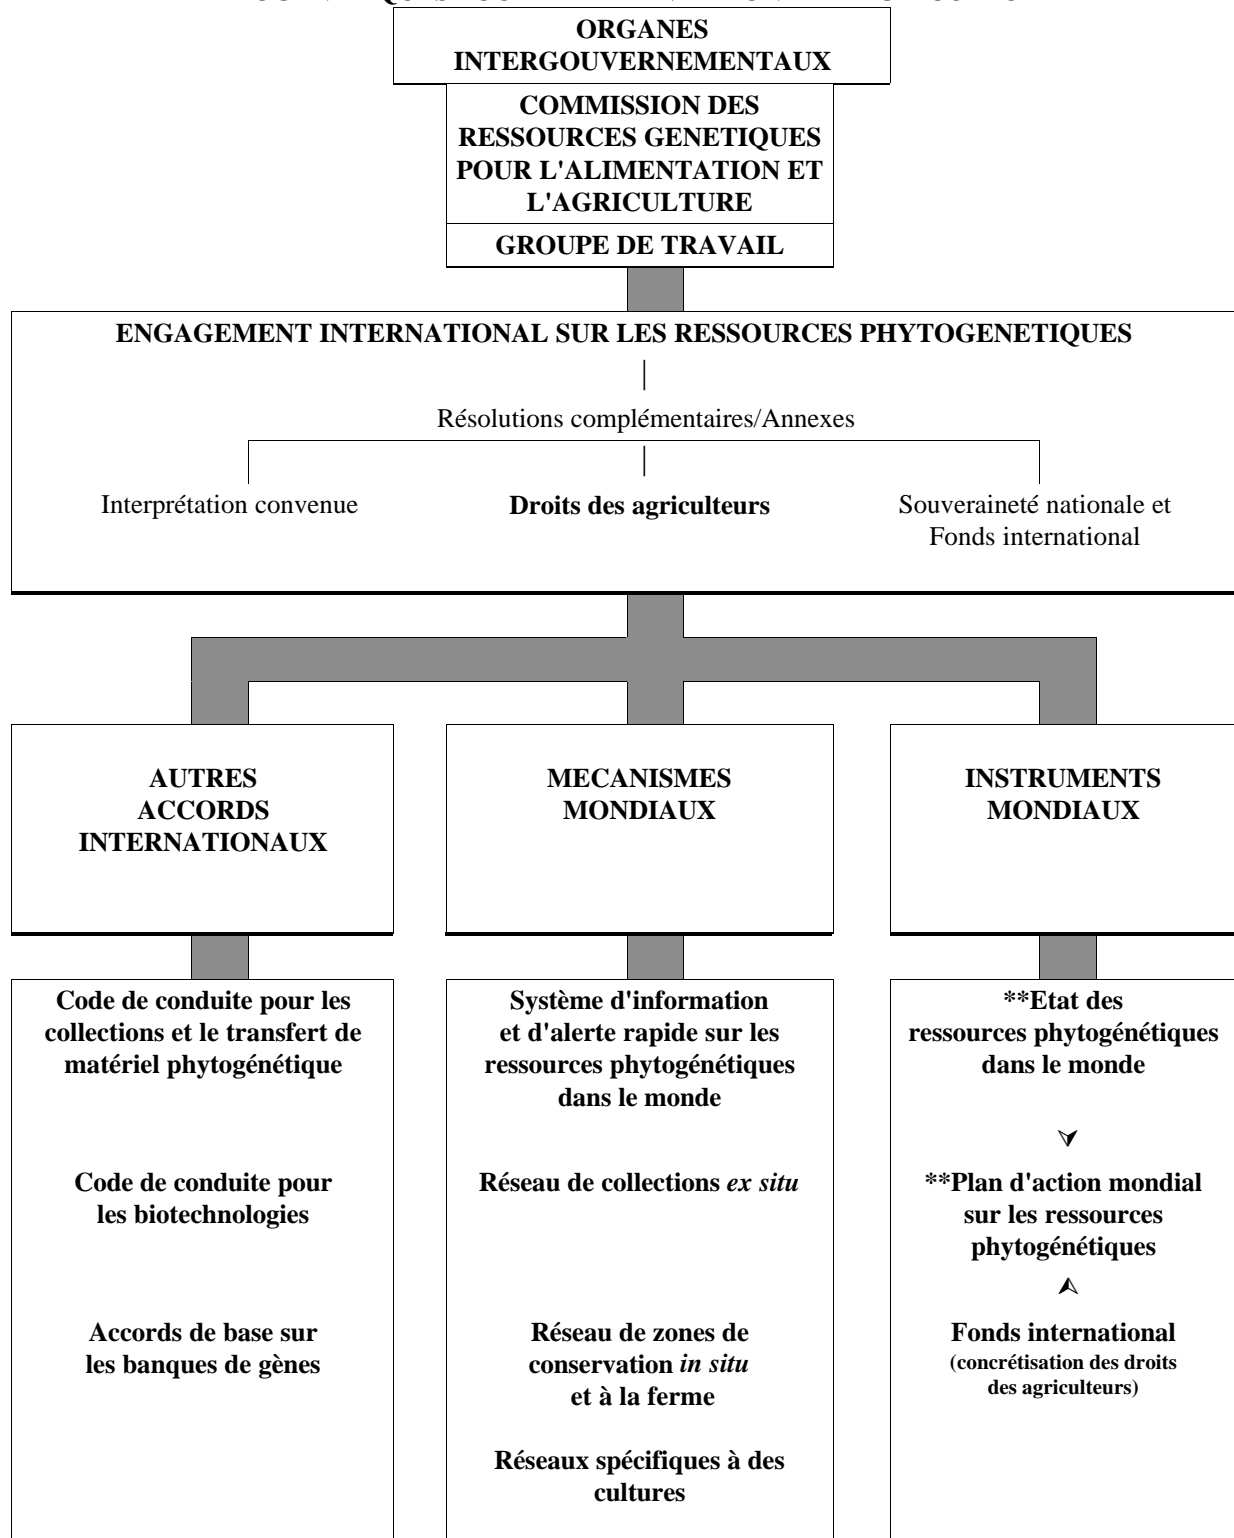 ORGANES
INTERGOUVERNEMENTAUX
COMMISSION DES
RESSOURCES GENETIQUES
POUR L'ALIMENTATION ET
L'AGRICULTURE
GROUPE DE TRAVAIL
ENGAGEMENT INTERNATIONAL SUR LES RESSOURCES PHYTOGENETIQUES
Résolutions complémentaires/Annexes
Interprétation convenue
Droits des agriculteurs
Souveraineté nationale et
Fonds international
AUTRES
ACCORDS
INTERNATIONAUX
MECANISMES
MONDIAUX
INSTRUMENTS
MONDIAUX
Code de conduite pour les
collections et le transfert de
matériel phytogénétique
Code de conduite pour
les biotechnologies
Accords de base sur
les banques de gènes
Système d'information
et d'alerte rapide sur les
ressources phytogénétiques
dans le monde
Réseau de collections ex situ
Réseau de zones de
conservation in situ
et à la ferme
Réseaux spécifiques à des
cultures
**Etat des
ressources phytogénétiques
dans le monde
**Plan d'action mondial
sur les ressources
phytogénétiques
Fonds international
(concrétisation des droits
des agriculteurs)